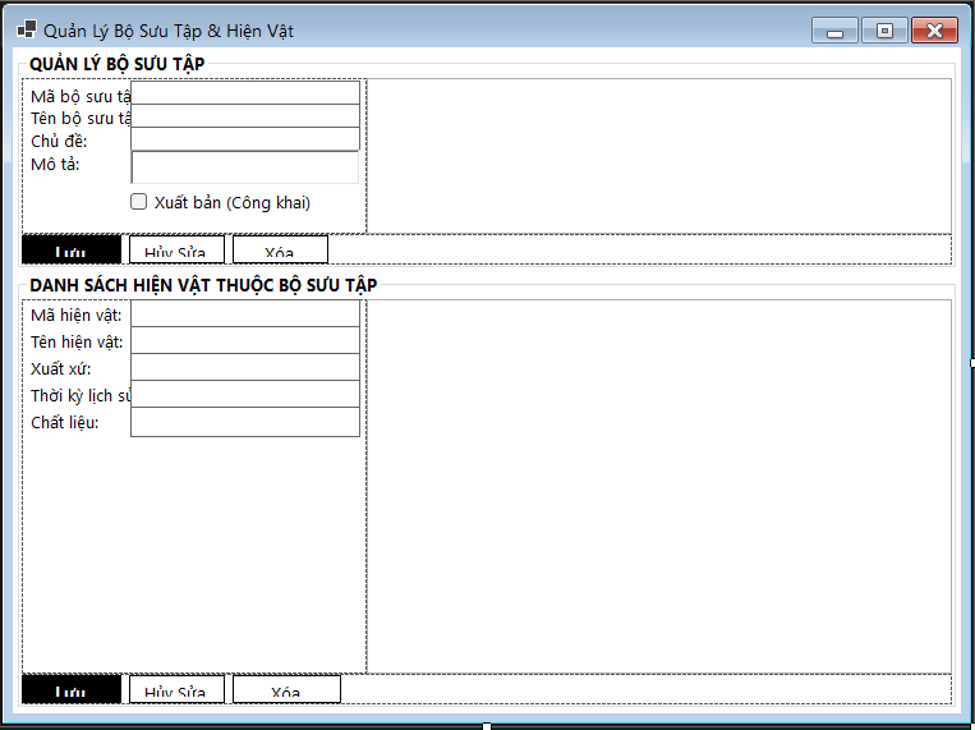 Quản Lý Bộ Sưu Tập & Hiện Vật
QUẢN LÝ BỘ SƯU TẬP
Mã bộ sưu tậ
Tên bộ sưu tậ
Chủ đề:
Mô tả:
Xuất bản (Công khai)
Lưu Hủy Sửa Xóa
DANH SÁCH HIỆN VẬT THUỘC BỘ SƯU TẬP
Mã hiện vật:
Tên hiện vật:
Xuất xứ:
Thời kỳ lịch sử
Chất liệu:
Lưu Hủy Sửa Xóa